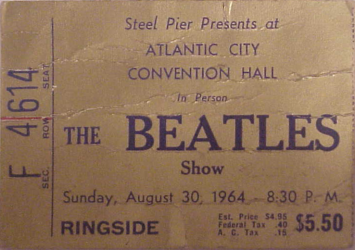 Steel Pier Presents at
ATLANTIC CITY
CONVENTION HALL
In Person
THE BEATLES
Show
Sunday, August 30, 1964 - 8:30 P. M.
RINGSIDE
Est. Price $4.95
Federal Tax .40
A. C. Tax .15
$5.50
F 4 614
SEC. ROW SEAT